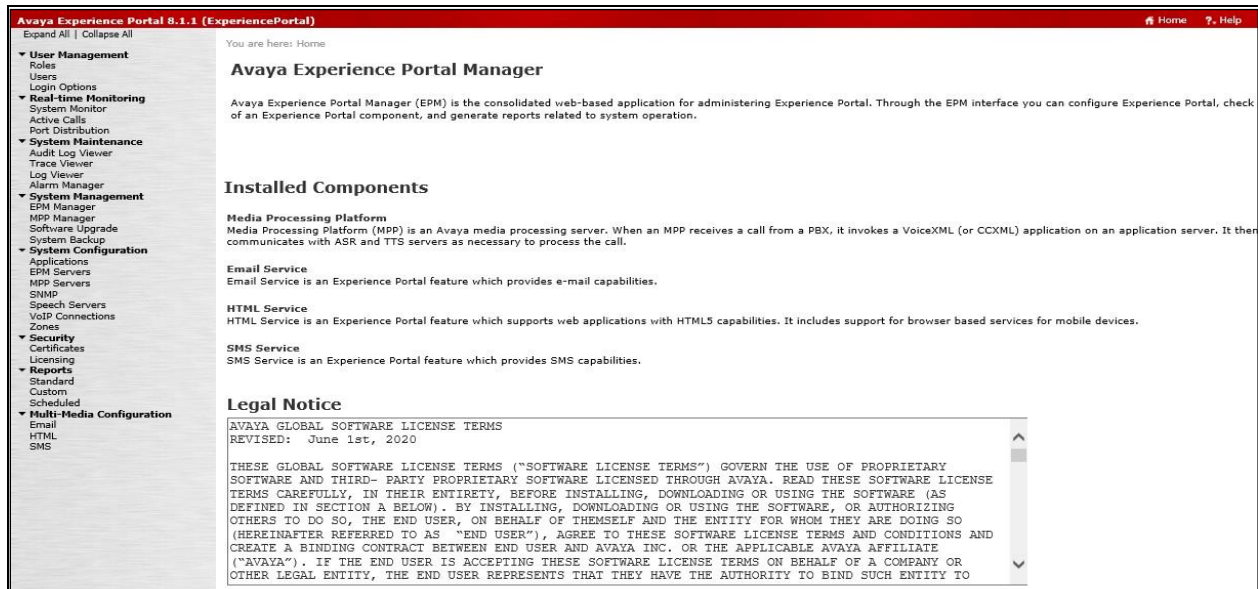 Avaya Experience Portal 8.1.1 (ExperiencePortal)
Home ?. Help
Expand All | Collapse All
User Management
Roles
Users
Login Options
Real-time Monitoring
System Monitor
Active Calls
Port Distribution
System Maintenance
Audit Log Viewer
Trace Viewer
Log Viewer
Alarm Manager
System Management
EPM Manager
MPP Manager
Software Upgrade
System Backup
System Configuration
Applications
EPM Servers
MPP Servers
SNMP
Speech Servers
VoIP Connections
Zones
Security
Certificates
Licensing
Reports
Standard
Custom
Scheduled
Multi-Media Configuration
Email
HTML
SMS
You are here: Home
Avaya Experience Portal Manager
Avaya Experience Portal Manager (EPM) is the consolidated web-based application for administering Experience Portal. Through the EPM interface you can configure Experience Portal, check
of an Experience Portal component, and generate reports related to system operation.
Installed Components
Media Processing Platform
Media Processing Platform (MPP) is an Avaya media processing server. When an MPP receives a call from a PBX, it invokes a VoiceXML (or CCXML) application on an application server. It then
communicates with ASR and TTS servers as necessary to process the call.
Email Service
Email Service is an Experience Portal feature which provides e-mail capabilities.
HTML Service
HTML Service is an Experience Portal feature which supports web applications with HTML5 capabilities. It includes support for browser based services for mobile devices.
SMS Service
SMS Service is an Experience Portal feature which provides SMS capabilities.
Legal Notice
AVAYA GLOBAL SOFTWARE LICENSE TERMS
REVISED: June 1st, 2020
THESE GLOBAL SOFTWARE LICENSE TERMS ("SOFTWARE LICENSE TERMS") GOVERN THE USE OF PROPRIETARY
SOFTWARE AND THIRD- PARTY PROPRIETARY SOFTWARE LICENSED THROUGH AVAYA. READ THESE SOFTWARE LICENSE
TERMS CAREFULLY, IN THEIR ENTIRETY, BEFORE INSTALLING, DOWNLOADING OR USING THE SOFTWARE (AS
DEFINED IN SECTION A BELOW). BY INSTALLING, DOWNLOADING OR USING THE SOFTWARE, OR AUTHORIZING
OTHERS TO DO SO, THE END USER, ON BEHALF OF THEMSELF AND THE ENTITY FOR WHOM THEY ARE DOING SO
(HEREINAFTER REFERRED TO AS "END USER"), AGREE TO THESE SOFTWARE LICENSE TERMS AND CONDITIONS AND
CREATE A BINDING CONTRACT BETWEEN END USER AND AVAYA INC. OR THE APPLICABLE AVAYA AFFILIATE
("AVAYA"). IF THE END USER IS ACCEPTING THESE SOFTWARE LICENSE TERMS ON BEHALF OF A COMPANY OR
OTHER LEGAL ENTITY, THE END USER REPRESENTS THAT THEY HAVE THE AUTHORITY TO BIND SUCH ENTITY TO